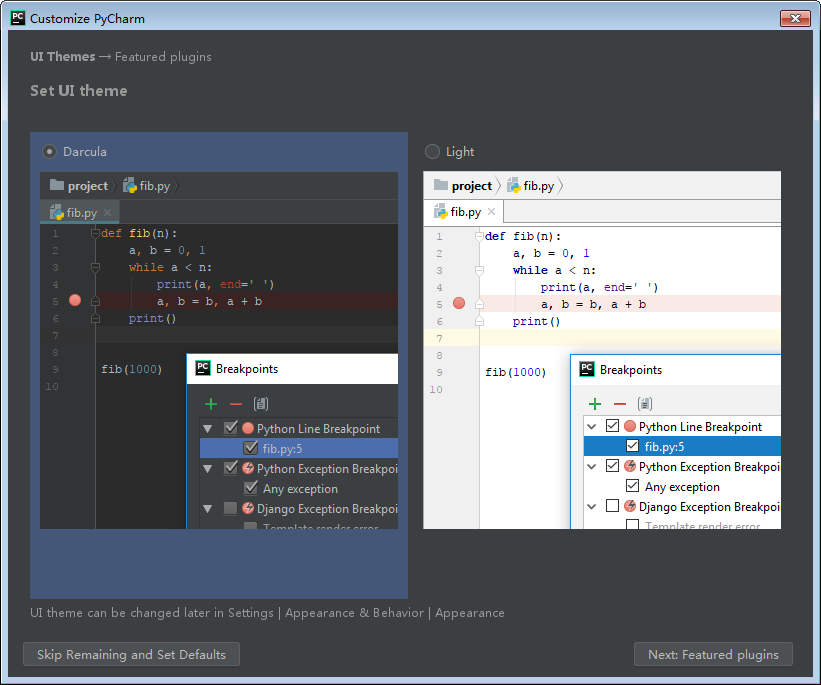 PC Customize PyCharm
UI Themes → Featured plugins
Set UI theme
Darcula
project fib.py
fib.py
1 def fib(n):
2 a, b = 0, 1
3 while a < n:
4 print(a, end=' ')
5 a, b = b, a + b
6 print()
7
8
9 fib(1000)
10
PC Breakpoints
Python Line Breakpoint
fib.py:5
Python Exception Breakpoi
Any exception
Django Exception Breakpoi
Template render error
Light
project fib.py
fib.py
1 def fib(n):
2 a, b = 0, 1
3 while a < n:
4 print(a, end=' ')
5 a, b = b, a + b
6 print()
7
8
9 fib(1000)
10
PC Breakpoints
Python Line Breakpoint
fib.py:5
Python Exception Breakpoi
Any exception
Django Exception Breakpoi
Template render error
UI theme can be changed later in Settings | Appearance & Behavior | Appearance
Skip Remaining and Set Defaults
Next: Featured plugins